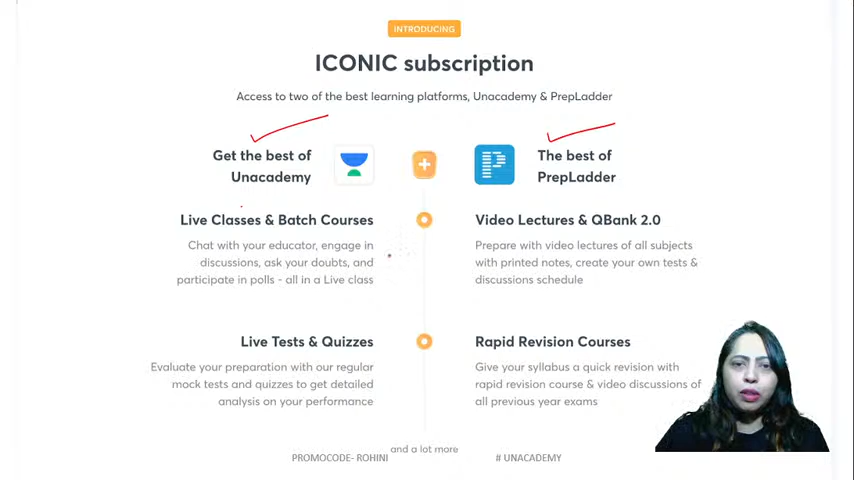 INTRODUCING
ICONIC subscription
Access to two of the best learning platforms, Unacademy & PrepLadder
Get the best of
Unacademy
The best of
PrepLadder
Live Classes & Batch Courses
Chat with your educator, engage in
discussions, ask your doubts, and
participate in polls - all in a Live class
Video Lectures & QBank 2.0
Prepare with video lectures of all subjects
with printed notes, create your own tests &
discussions schedule
Live Tests & Quizzes
Evaluate your preparation with our regular
mock tests and quizzes to get detailed
analysis on your performance
Rapid Revision Courses
Give your syllabus a quick revision with
rapid revision course & video discussions of
all previous year exams
and a lot more
PROMOCODE- ROHINI
# UNACADEMY